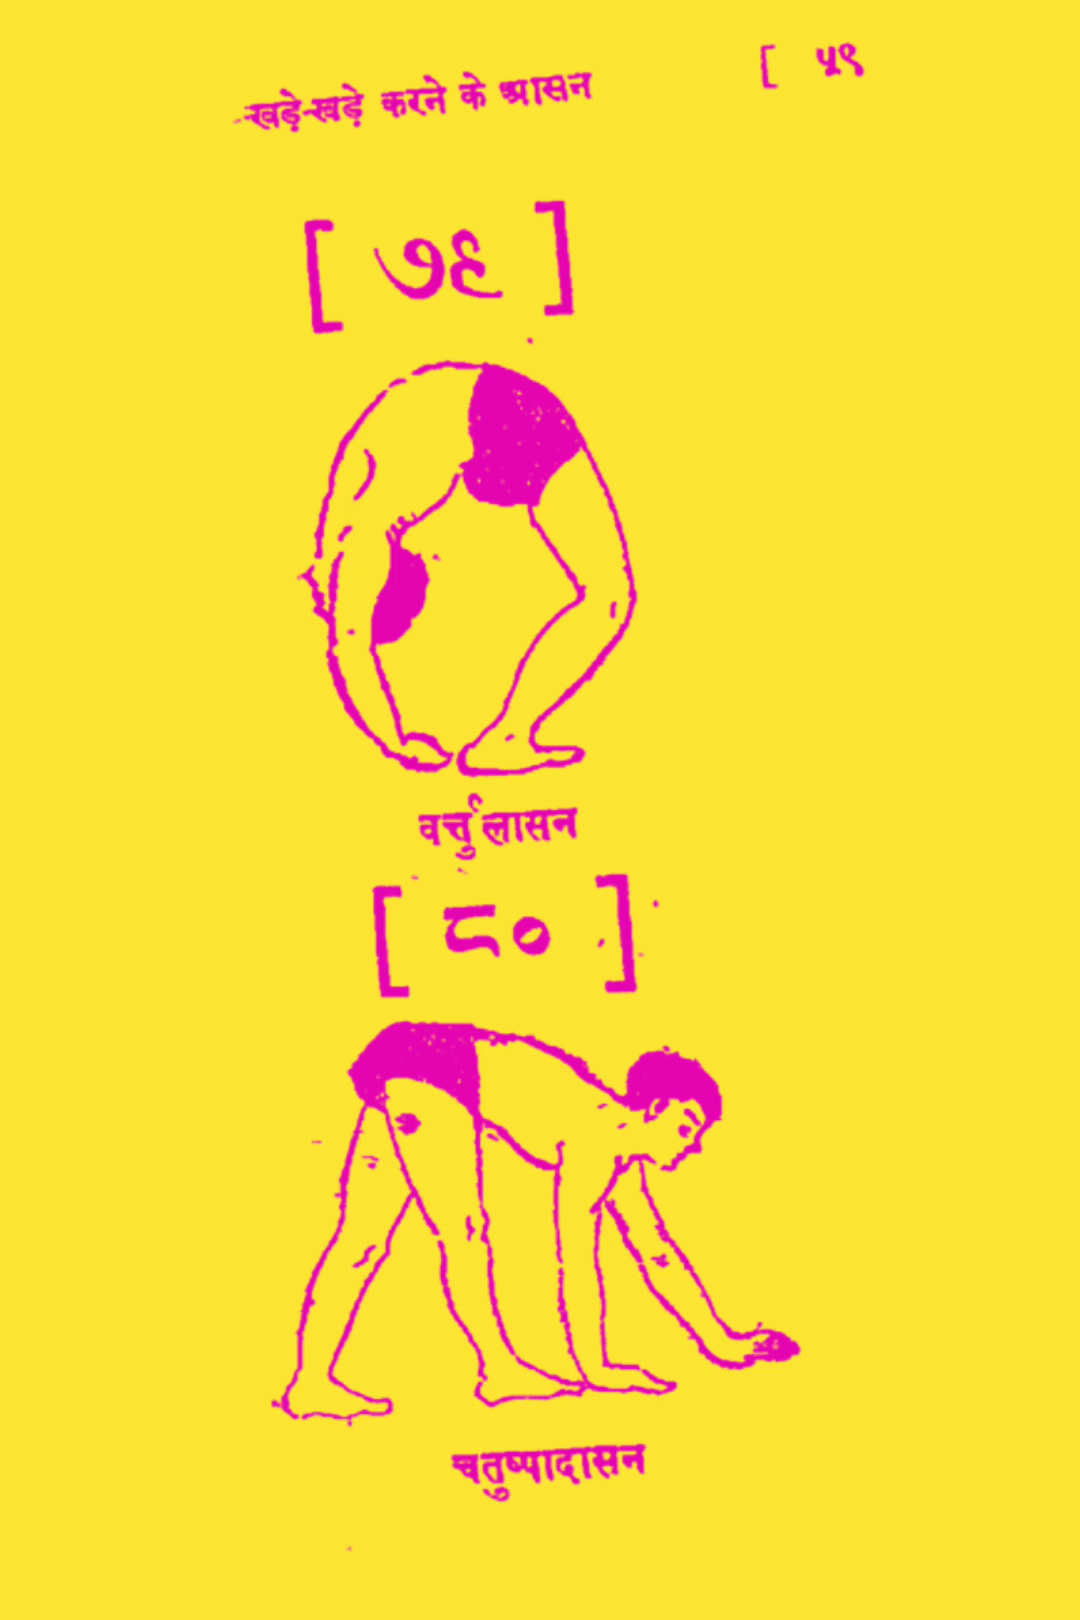 खड़े-खड़े करने के आसन
[ ५९
[ ७९ ]
वर्त्तुलासन
[ ८० ]
चतुष्पादासन